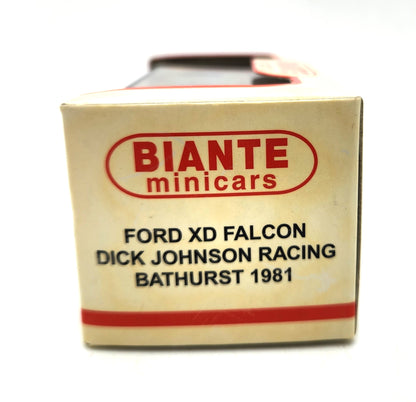 BIANTE
minicars
FORD XD FALCON
DICK JOHNSON RACING
BATHURST 1981